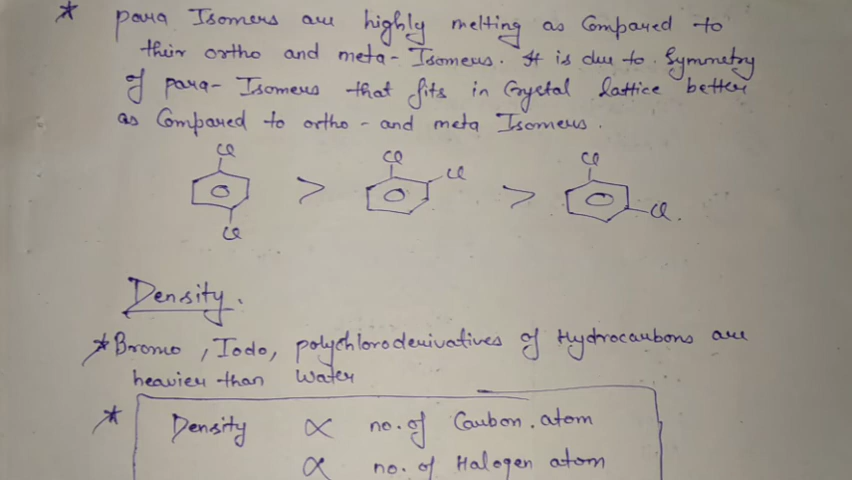 * para Isomers are highly melting as Compared to
their ortho and meta-Isomers. It is due to Symmetry
of para-Isomers that fits in Crystal lattice better
as Compared to ortho-and meta Isomers.
Cl Cl Cl
> Cl > Cl.
Cl
Density.
* Bromo, Iodo, polychloroderivatives of Hydrocarbons are
heavier than Water
* Density ∝ no. of Carbon. atom
∝ no. of Halogen atom